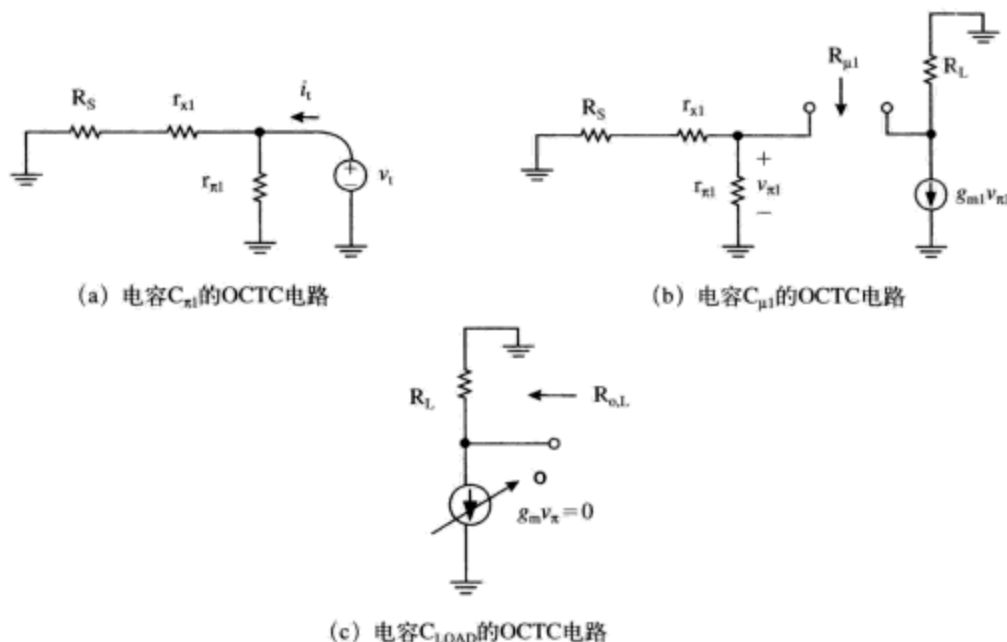 R_S
r_x1
i_t
r_π1
+
−
v_t
(a) 电容C_π1的OCTC电路
R_μ1
R_L
R_S
r_x1
r_π1
+
v_π1
−
g_m1v_π1
(b) 电容C_μ1的OCTC电路
R_L
R_o,L
O
g_mv_π=0
(c) 电容C_LOAD的OCTC电路